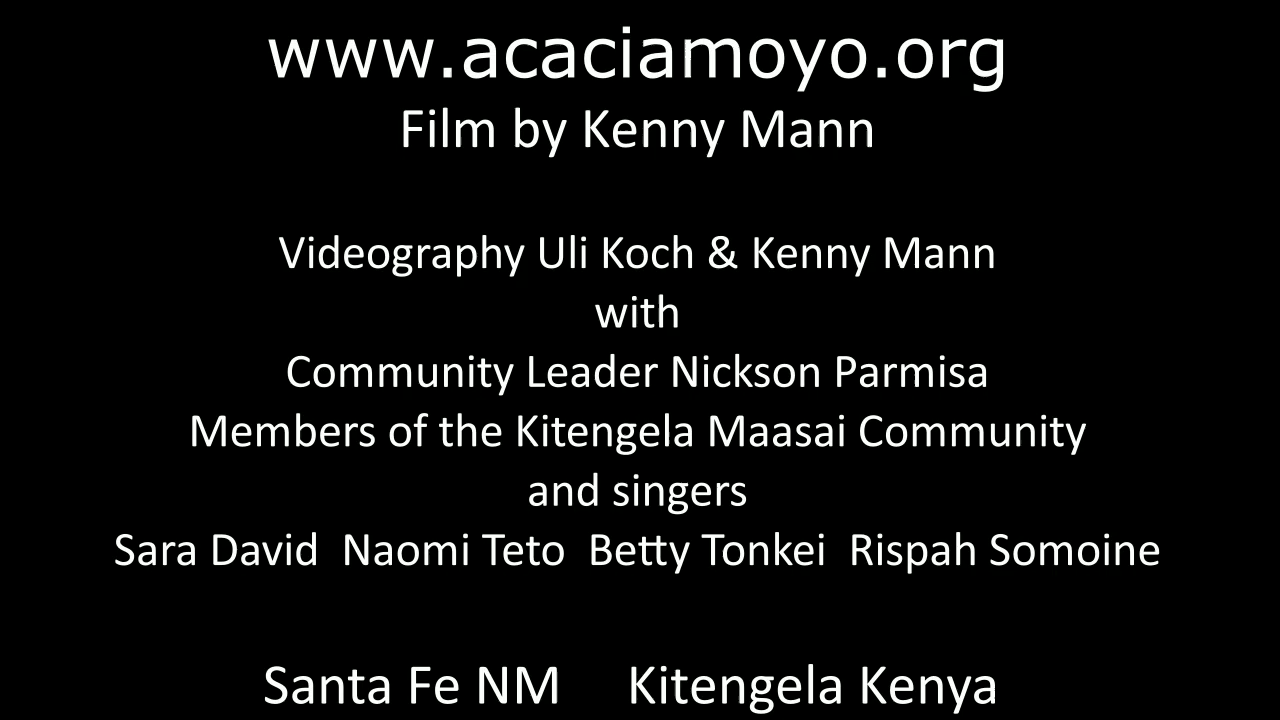 www.acaciamoyo.org
Film by Kenny Mann
Videography Uli Koch & Kenny Mann
with
Community Leader Nickson Parmisa
Members of the Kitengela Maasai Community
and singers
Sara David  Naomi Teto  Betty Tonkei  Rispah Somoine
Santa Fe NM     Kitengela Kenya